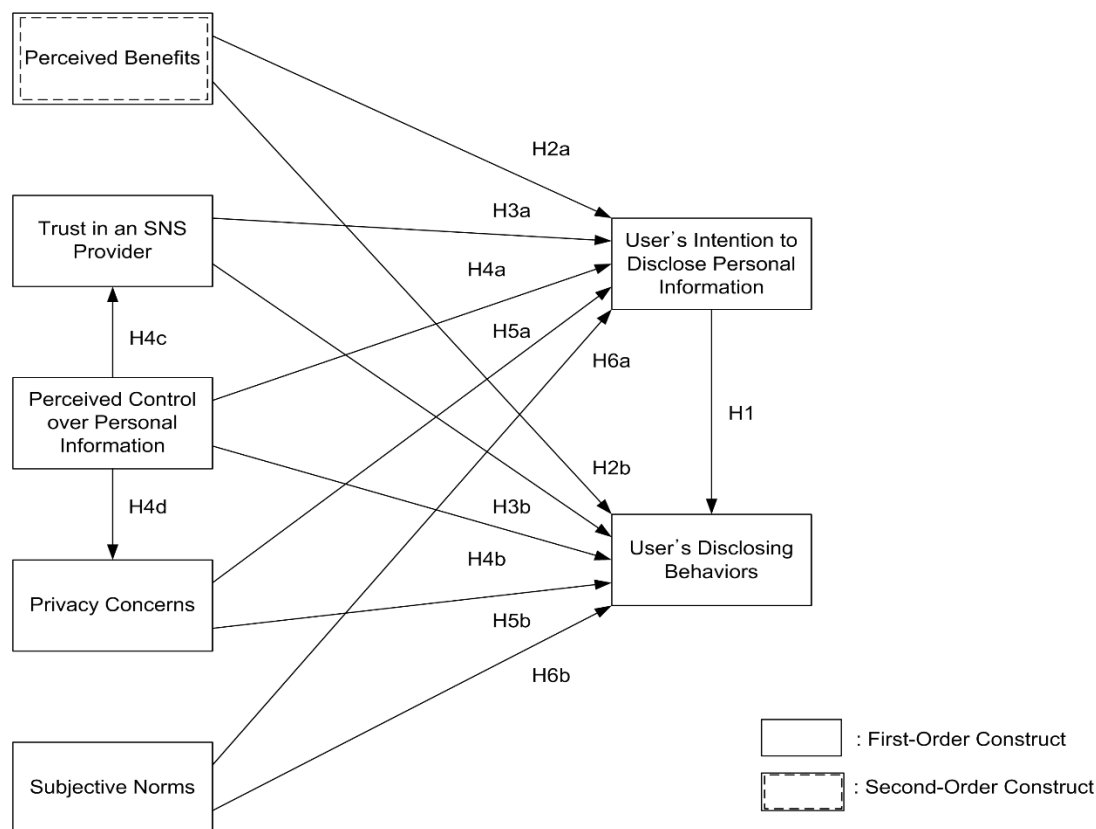 Perceived Benefits
H2a
Trust in an SNS
Provider
H3a
User's Intention to
Disclose Personal
Information
H4a
H4c
H5a
H6a
Perceived Control
over Personal
Information
H1
H2b
H4d
H3b
User's Disclosing
Behaviors
H4b
Privacy Concerns
H5b
H6b
Subjective Norms
: First-Order Construct
: Second-Order Construct